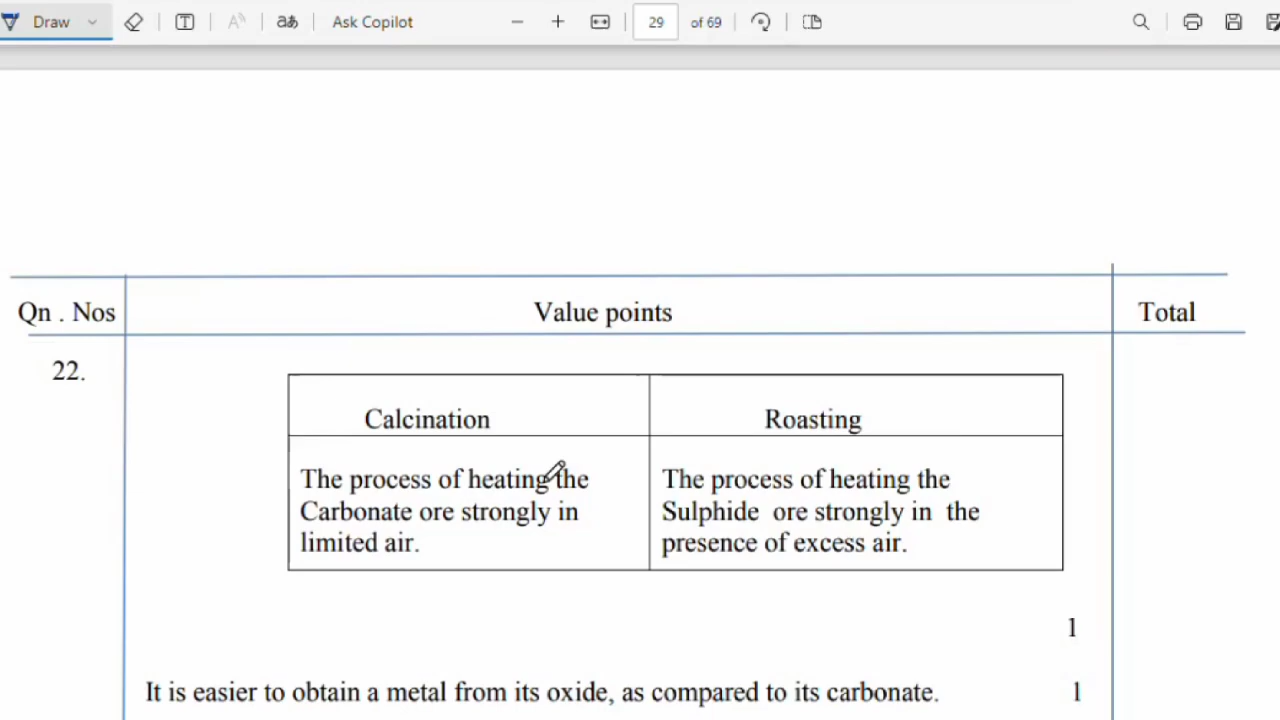 Draw Ask Copilot 29 of 69
Qn . Nos Value points Total
22.
Calcination Roasting
The process of heating the
Carbonate ore strongly in
limited air.
The process of heating the
Sulphide ore strongly in the
presence of excess air.
1
It is easier to obtain a metal from its oxide, as compared to its carbonate. 1